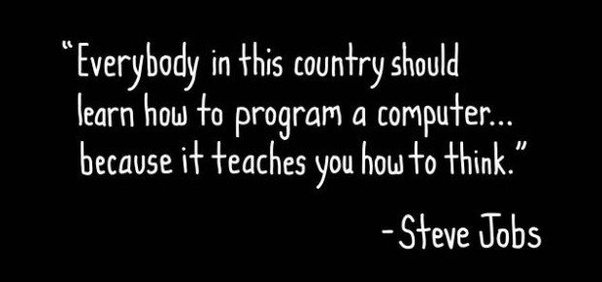 “Everybody in this country should
learn how to program a computer...
because it teaches you how to think.”
-Steve Jobs